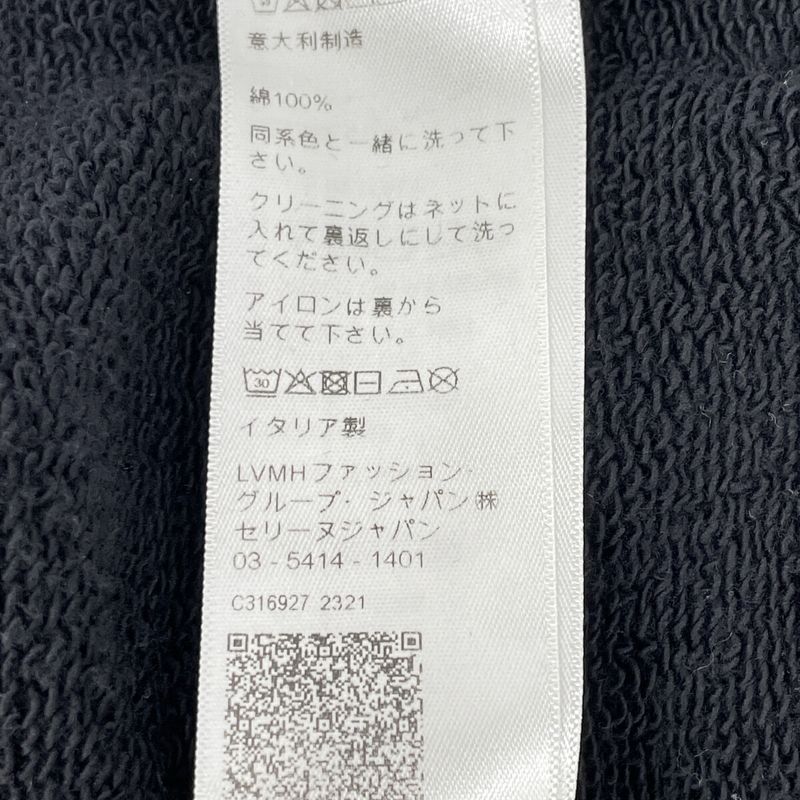 意大利制造
綿100%
同系色と一緒に洗って下
さい。
クリーニングはネットに
入れて裏返しにして洗っ
てください。
アイロンは裏から
当てて下さい。
30
イタリア製
LVMHファッション・
グループ・ジャパン㈱
セリーヌジャパン
03 - 5414 - 1401
C316927 2321